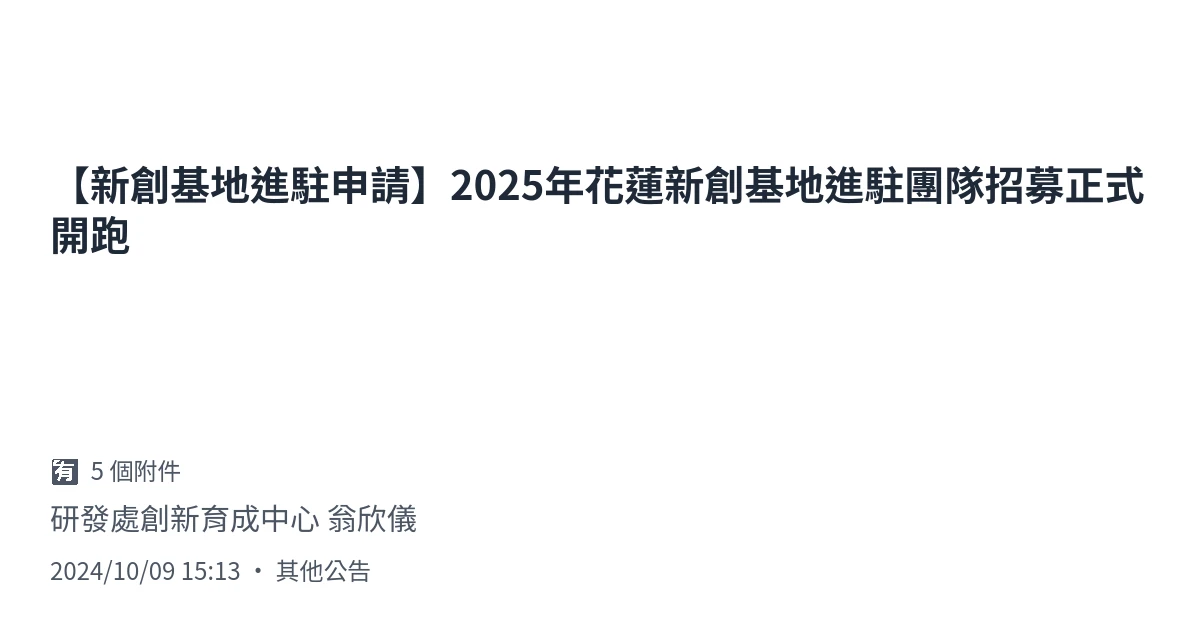 【新創基地進駐申請】2025年花蓮新創基地進駐團隊招募正式
開跑
有 5 個附件
研發處創新育成中心 翁欣儀
2024/10/09 15:13 · 其他公告